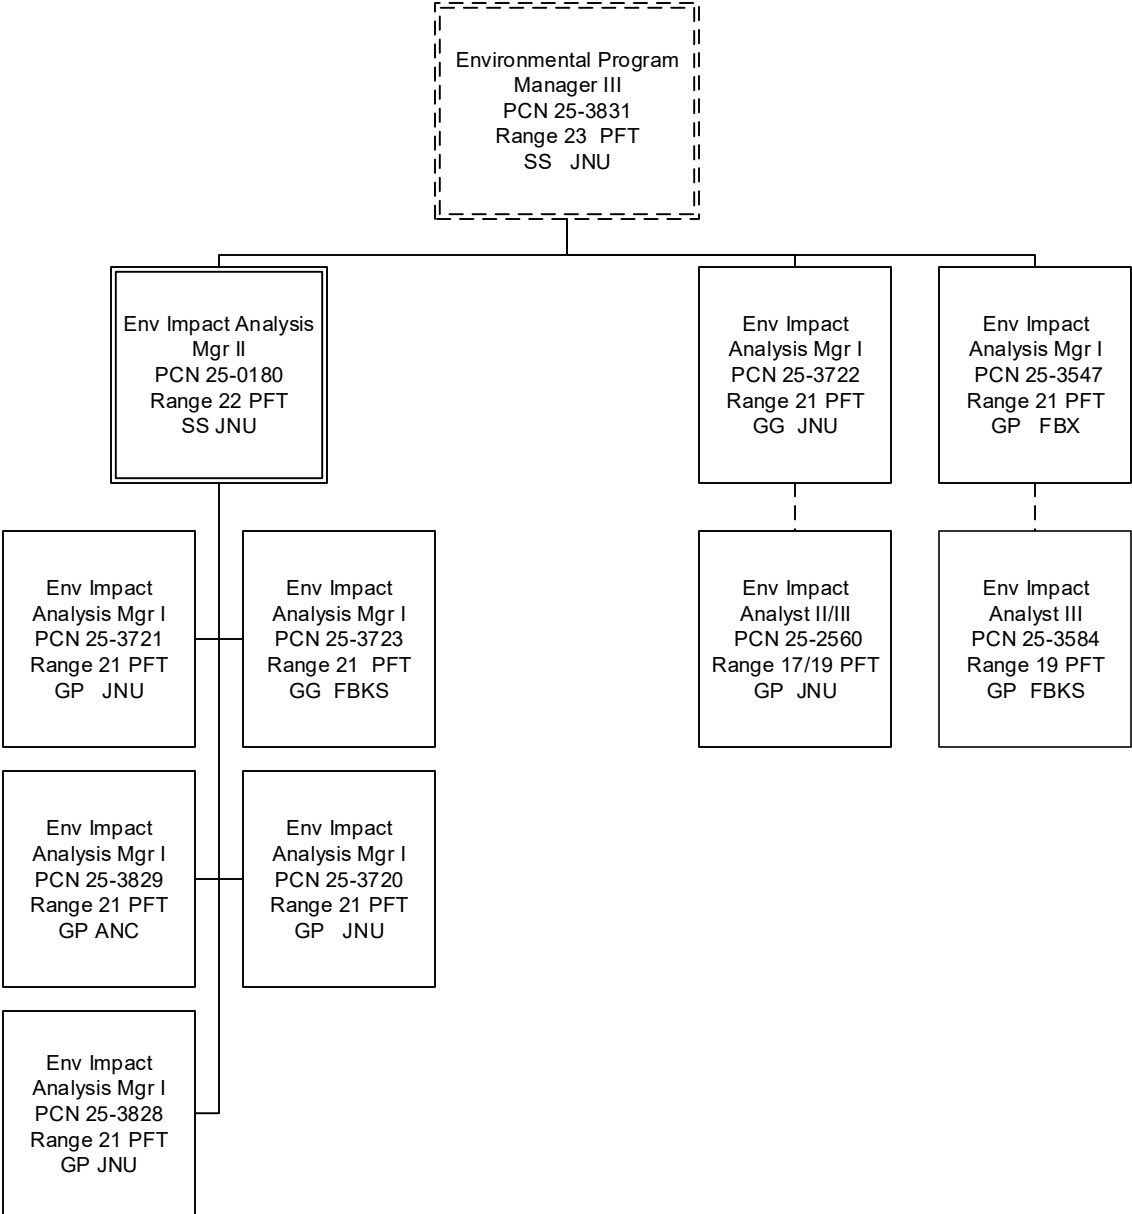 Environmental Program
Manager III
PCN 25-3831
Range 23 PFT
SS JNU
Env Impact Analysis
Mgr II
PCN 25-0180
Range 22 PFT
SS JNU
Env Impact
Analysis Mgr I
PCN 25-3722
Range 21 PFT
GG JNU
Env Impact
Analysis Mgr I
PCN 25-3547
Range 21 PFT
GP FBX
Env Impact
Analysis Mgr I
PCN 25-3721
Range 21 PFT
GP JNU
Env Impact
Analysis Mgr I
PCN 25-3723
Range 21 PFT
GG FBKS
Env Impact
Analyst II/III
PCN 25-2560
Range 17/19 PFT
GP JNU
Env Impact
Analyst III
PCN 25-3584
Range 19 PFT
GP FBKS
Env Impact
Analysis Mgr I
PCN 25-3829
Range 21 PFT
GP ANC
Env Impact
Analysis Mgr I
PCN 25-3720
Range 21 PFT
GP JNU
Env Impact
Analysis Mgr I
PCN 25-3828
Range 21 PFT
GP JNU